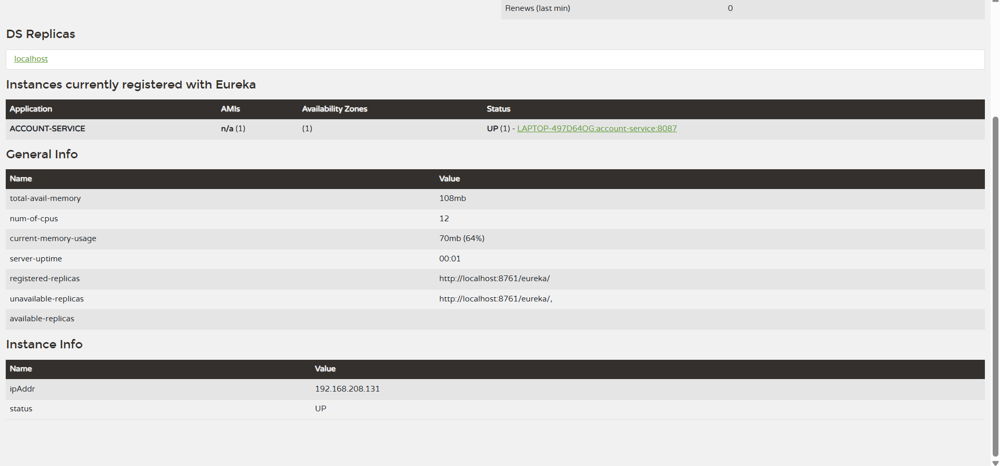 Renews (last min) 0
DS Replicas
localhost
Instances currently registered with Eureka
Application AMIs Availability Zones Status
ACCOUNT-SERVICE n/a (1) (1) UP (1) - LAPTOP-497D64OG:account-service:8087
General Info
Name Value
total-avail-memory 108mb
num-of-cpus 12
current-memory-usage 70mb (64%)
server-uptime 00:01
registered-replicas http://localhost:8761/eureka/
unavailable-replicas http://localhost:8761/eureka/,
available-replicas
Instance Info
Name Value
ipAddr 192.168.208.131
status UP